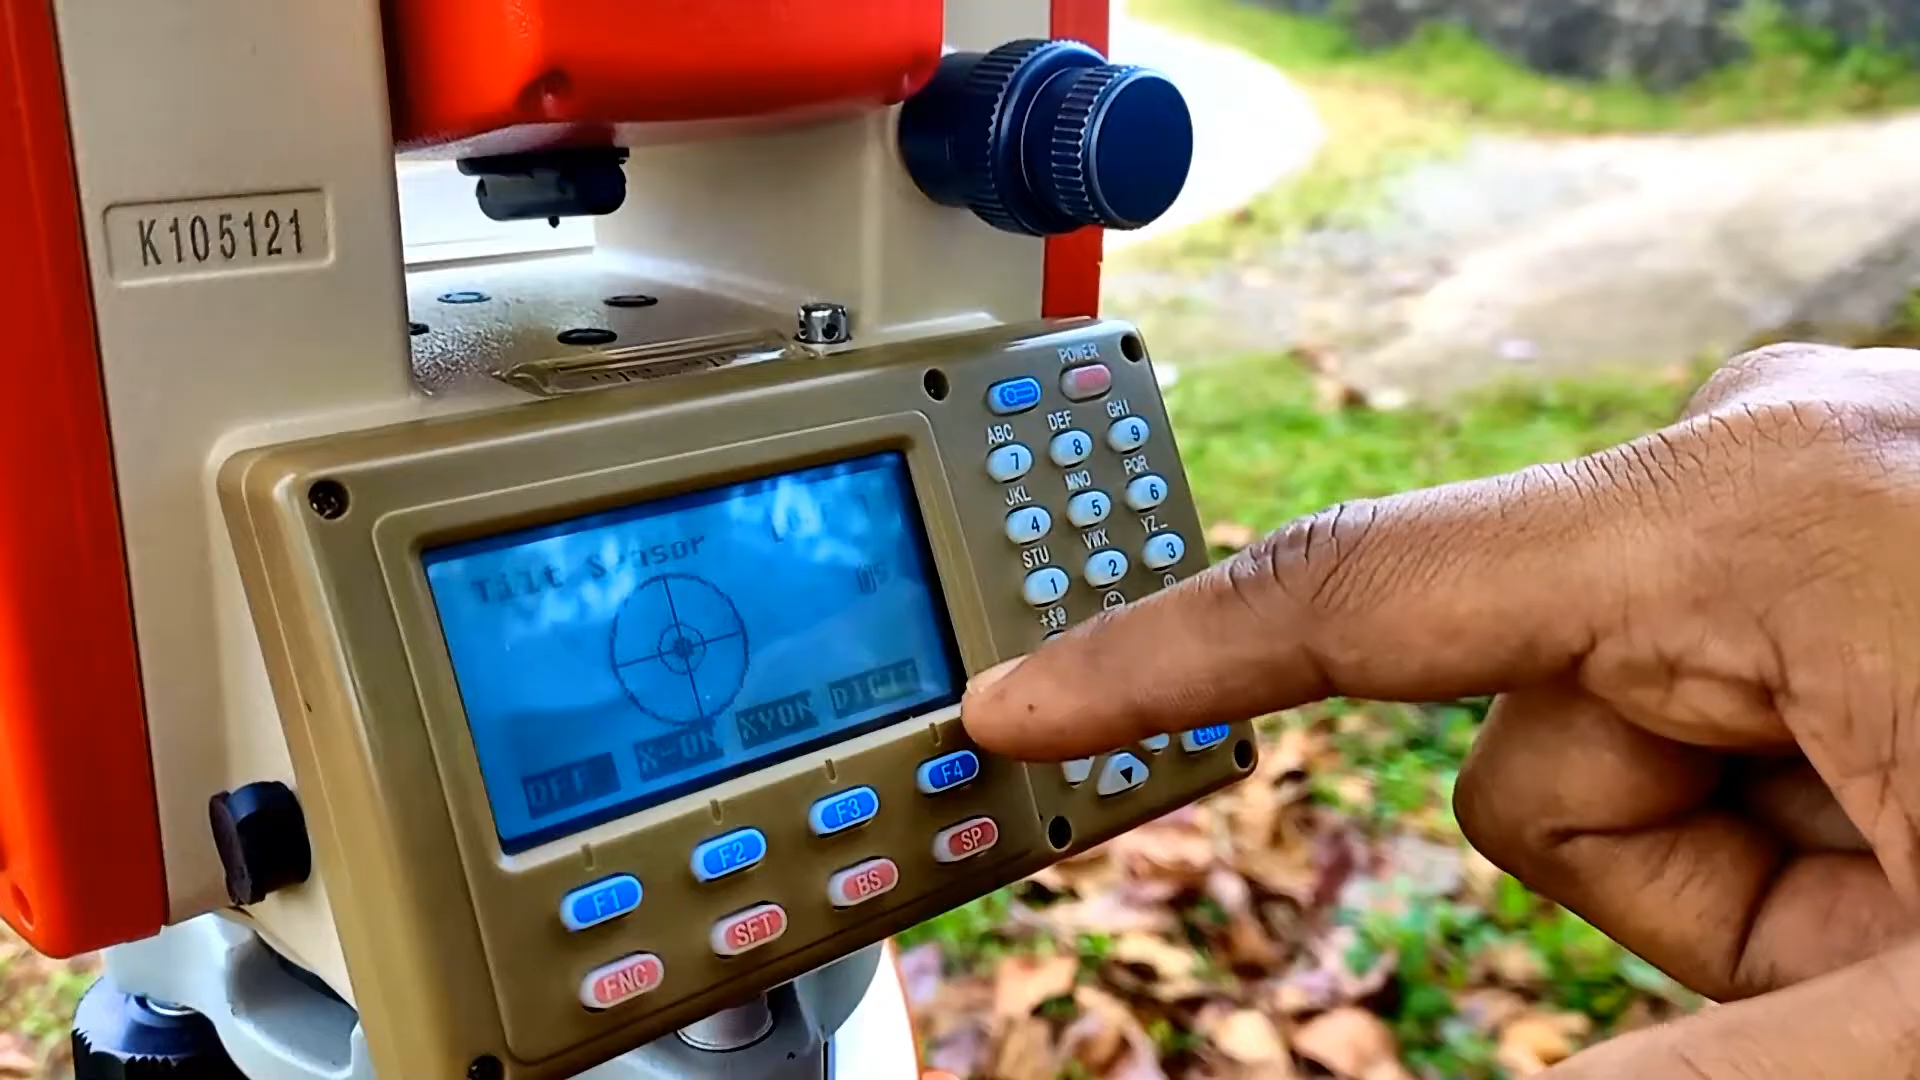 K105121
POWER
ABC DEF GHI
7 8 9
JKL MNO PQR
4 5 6
STU VWX YZ_
1 2 3
+$@
ENT
Tilt Sensor
OFF X-ON XYON DIGIT
F1 F2 F3 F4
FNC SFT BS SP